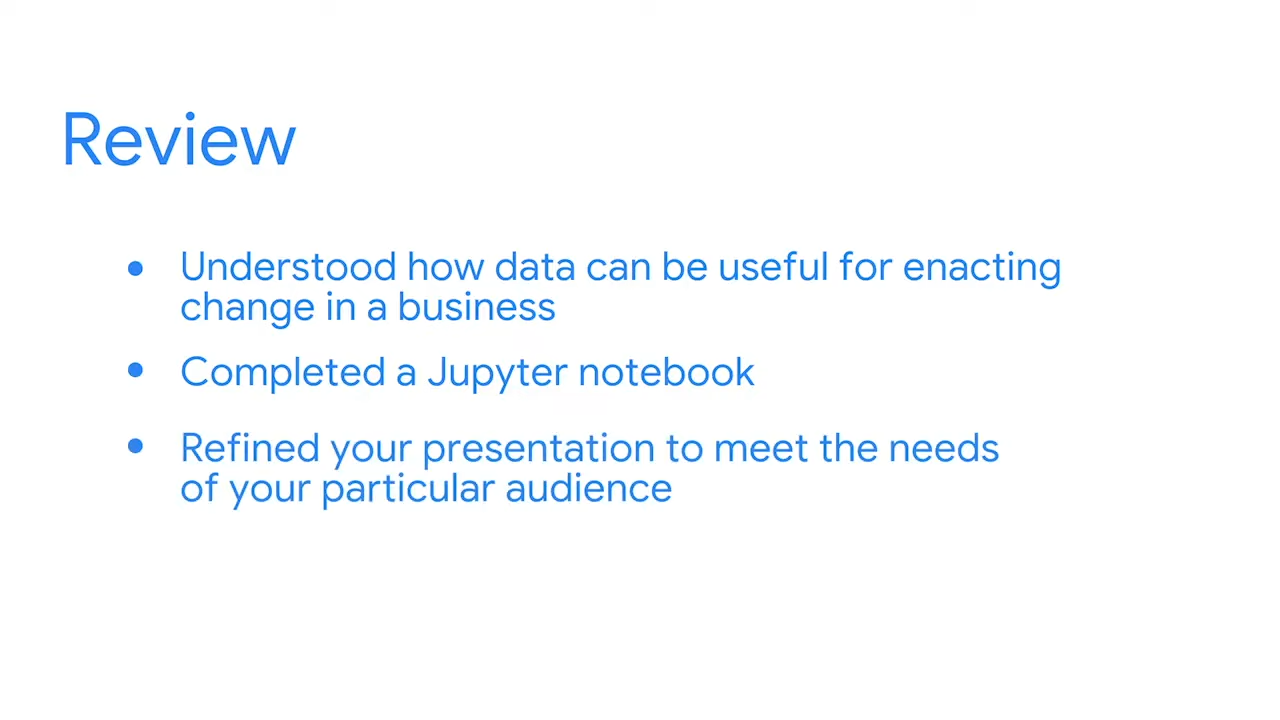 Review
• Understood how data can be useful for enacting
change in a business
• Completed a Jupyter notebook
• Refined your presentation to meet the needs
of your particular audience